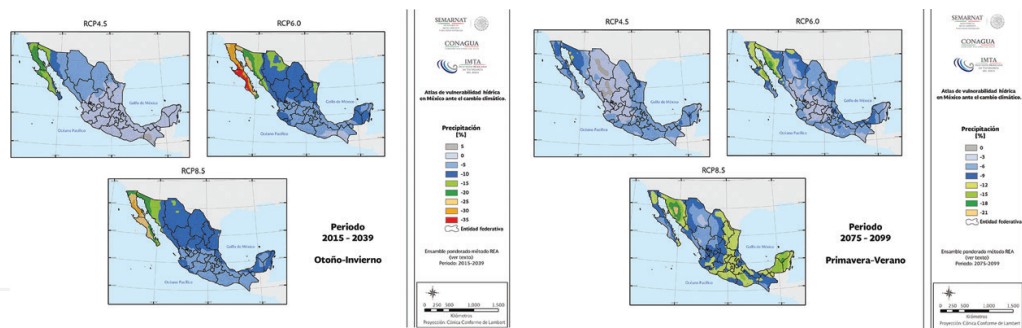 RCP4.5
RCP6.0
Golfo de México
Océano Pacífico
Golfo de México
Océano Pacífico
RCP8.5
Golfo de México
Océano Pacífico
Periodo
2015 - 2039
Otoño-Invierno
SEMARNAT
CONAGUA
IMTA
Atlas de vulnerabilidad hídrica
en México ante el cambio climático.
Precipitación
[%]
5
0
-5
-10
-15
-20
-25
-30
-35
Entidad federativa
Ensamble ponderada método REA
(ver texto)
Periodo: 2015-2039
0 250 500 1,000 1,500
Kilómetros
Proyección: Cónica Conforme de Lambert
RCP4.5
RCP6.0
Golfo de México
Océano Pacífico
Golfo de México
Océano Pacífico
RCP8.5
Golfo de México
Océano Pacífico
Periodo
2075 - 2099
Primavera-Verano
SEMARNAT
CONAGUA
IMTA
Atlas de vulnerabilidad hídrica
en México ante el cambio climático.
Precipitación
[%]
0
-3
-6
-9
-12
-15
-18
-21
Entidad federativa
Ensamble ponderada método REA
(ver texto)
Periodo: 2075-2099
0 250 500 1,000 1,500
Kilómetros
Proyección: Cónica Conforme de Lambert